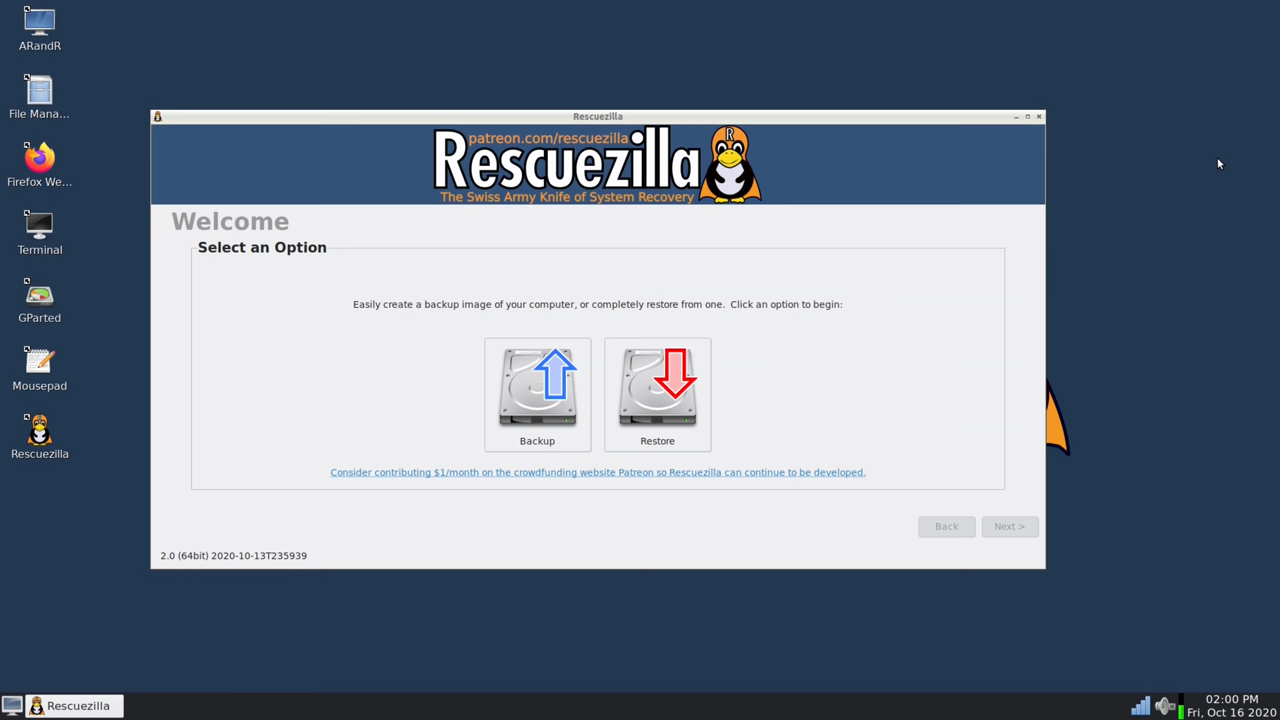 ARandR
File Mana...
Firefox We...
Terminal
GParted
Mousepad
Rescuezilla
Rescuezilla
patreon.com/rescuezilla
Rescuezilla
R
The Swiss Army Knife of System Recovery
Welcome
Select an Option
Easily create a backup image of your computer, or completely restore from one.  Click an option to begin:
Backup
Restore
Consider contributing $1/month on the crowdfunding website Patreon so Rescuezilla can continue to be developed.
Back
Next >
2.0 (64bit) 2020-10-13T235939
Rescuezilla
02:00 PM
Fri, Oct 16 2020